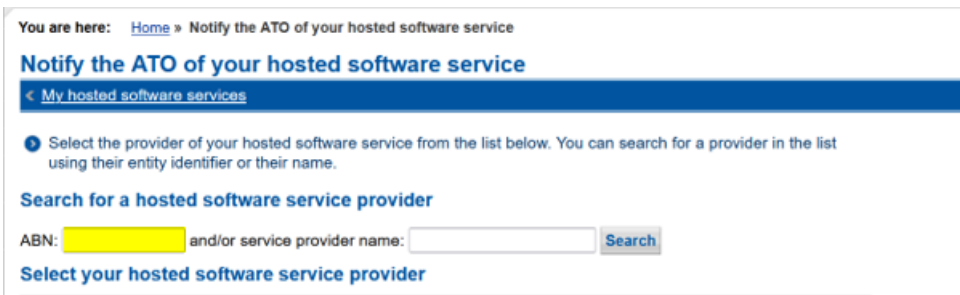 You are here: Home » Notify the ATO of your hosted software service
Notify the ATO of your hosted software service
< My hosted software services
Select the provider of your hosted software service from the list below. You can search for a provider in the list
using their entity identifier or their name.
Search for a hosted software service provider
ABN: and/or service provider name: Search
Select your hosted software service provider